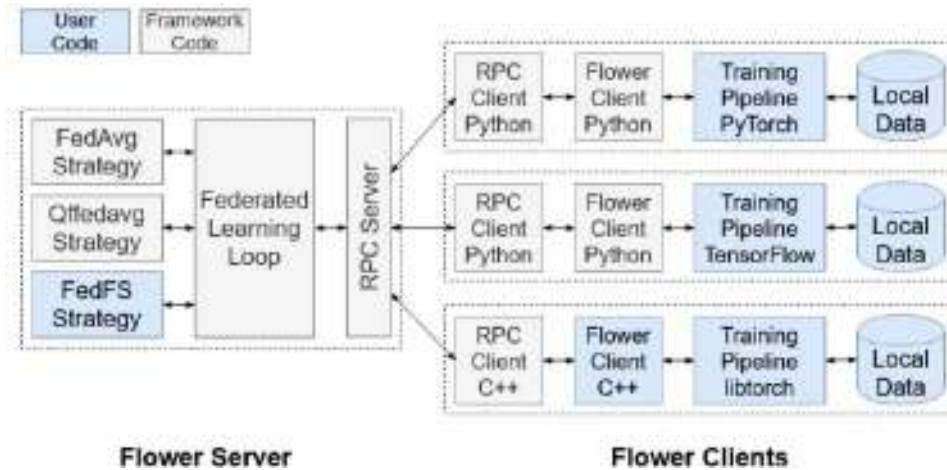 User
Code
Framework
Code
FedAvg
Strategy
Qffedavg
Strategy
FedFS
Strategy
Federated
Learning
Loop
RPC Server
RPC
Client
Python
Flower
Client
Python
Training
Pipeline
PyTorch
Local
Data
RPC
Client
Python
Flower
Client
Python
Training
Pipeline
TensorFlow
Local
Data
RPC
Client
C++
Flower
Client
C++
Training
Pipeline
libtorch
Local
Data
Flower Server
Flower Clients